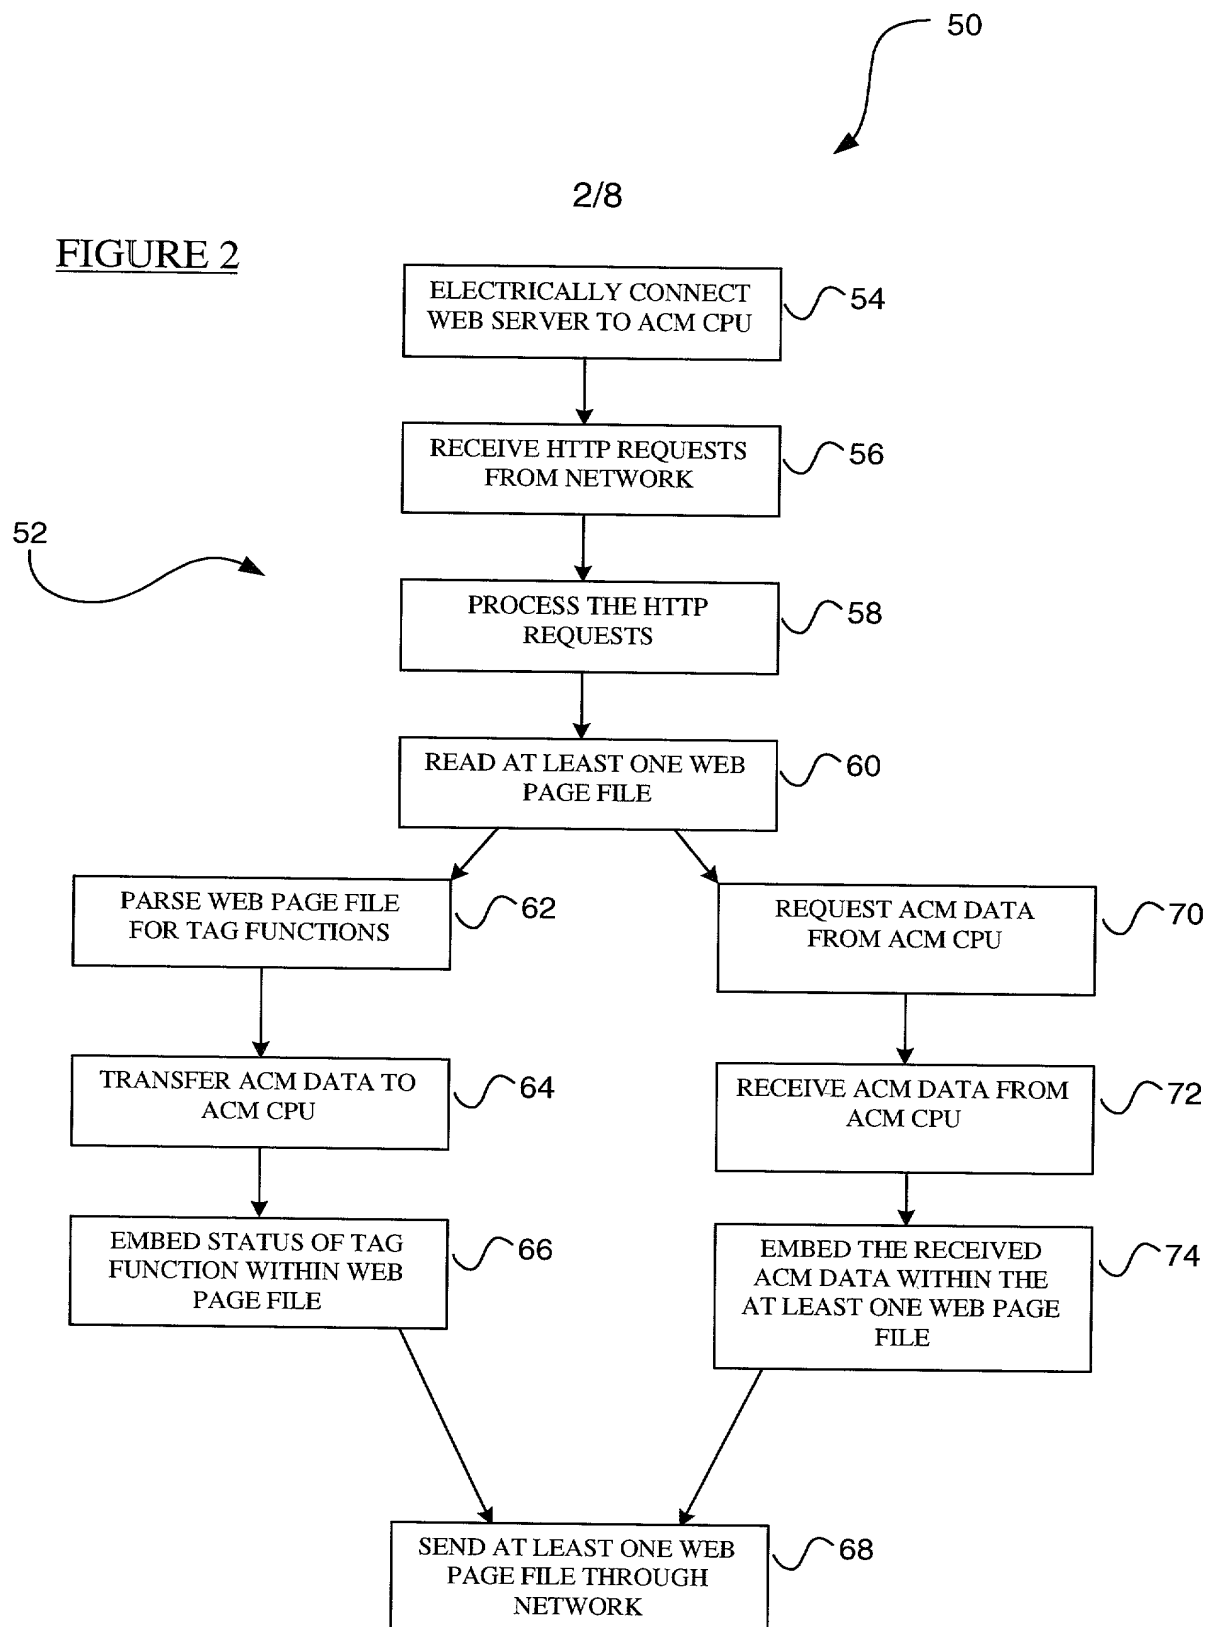 50
2/8
FIGURE 2
ELECTRICALLY CONNECT
WEB SERVER TO ACM CPU
54
RECEIVE HTTP REQUESTS
FROM NETWORK
56
52
PROCESS THE HTTP
REQUESTS
58
READ AT LEAST ONE WEB
PAGE FILE
60
PARSE WEB PAGE FILE
FOR TAG FUNCTIONS
62
REQUEST ACM DATA
FROM ACM CPU
70
TRANSFER ACM DATA TO
ACM CPU
64
RECEIVE ACM DATA FROM
ACM CPU
72
EMBED STATUS OF TAG
FUNCTION WITHIN WEB
PAGE FILE
66
EMBED THE RECEIVED
ACM DATA WITHIN THE
AT LEAST ONE WEB PAGE
FILE
74
SEND AT LEAST ONE WEB
PAGE FILE THROUGH
NETWORK
68